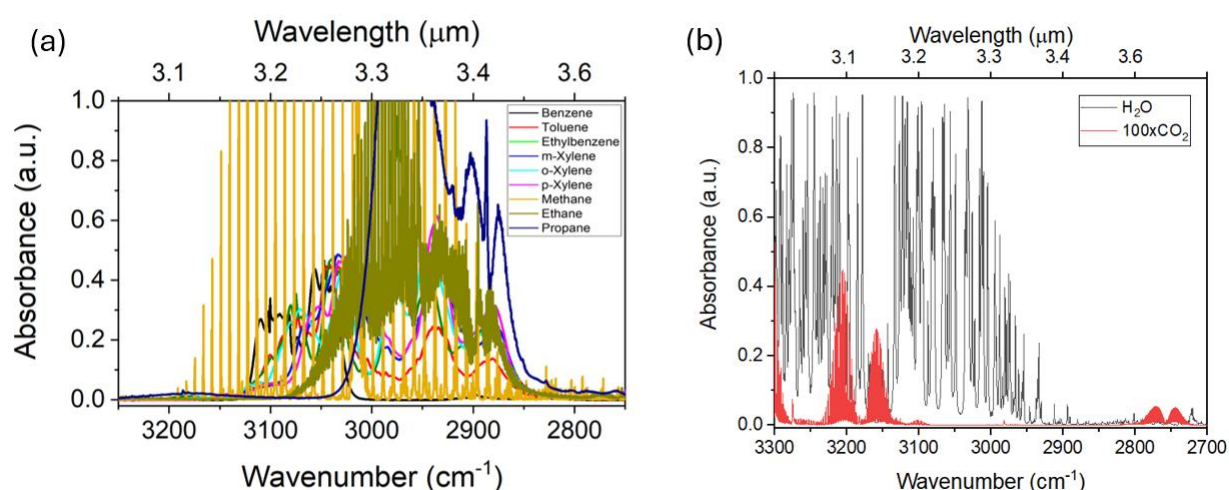 (a)
Wavelength (μm)
3.1 3.2 3.3 3.4 3.6
1.0
0.8
0.6
0.4
0.2
0.0
Absorbance (a.u.)
Benzene
Toluene
Ethylbenzene
m-Xylene
o-Xylene
p-Xylene
Methane
Ethane
Propane
3200 3100 3000 2900 2800
Wavenumber (cm⁻¹)
(b)
Wavelength (μm)
3.1 3.2 3.3 3.4 3.6
1.0
0.8
0.6
0.4
0.2
0.0
Absorbance (a.u.)
H₂O
100xCO₂
3300 3200 3100 3000 2900 2800 2700
Wavenumber (cm⁻¹)